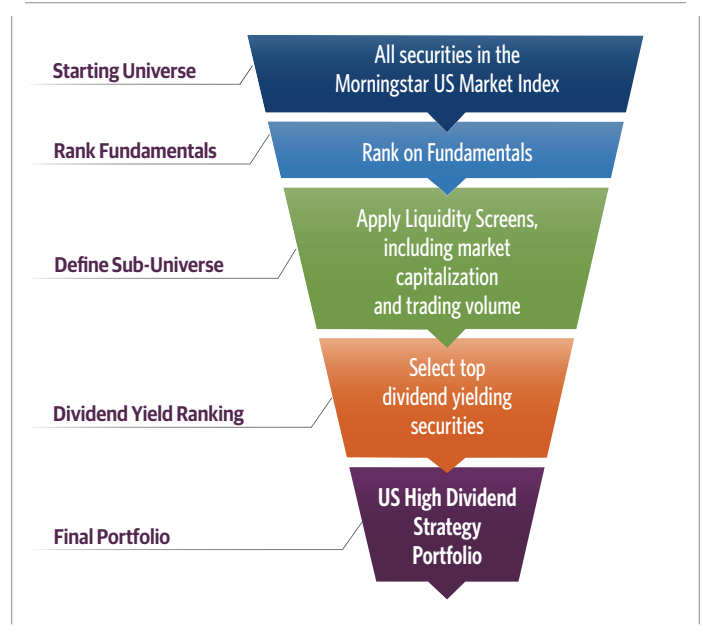 Starting Universe
All securities in the
Morningstar US Market Index
Rank Fundamentals
Rank on Fundamentals
Define Sub-Universe
Apply Liquidity Screens,
including market
capitalization
and trading volume
Dividend Yield Ranking
Select top
dividend yielding
securities
Final Portfolio
US High Dividend
Strategy
Portfolio